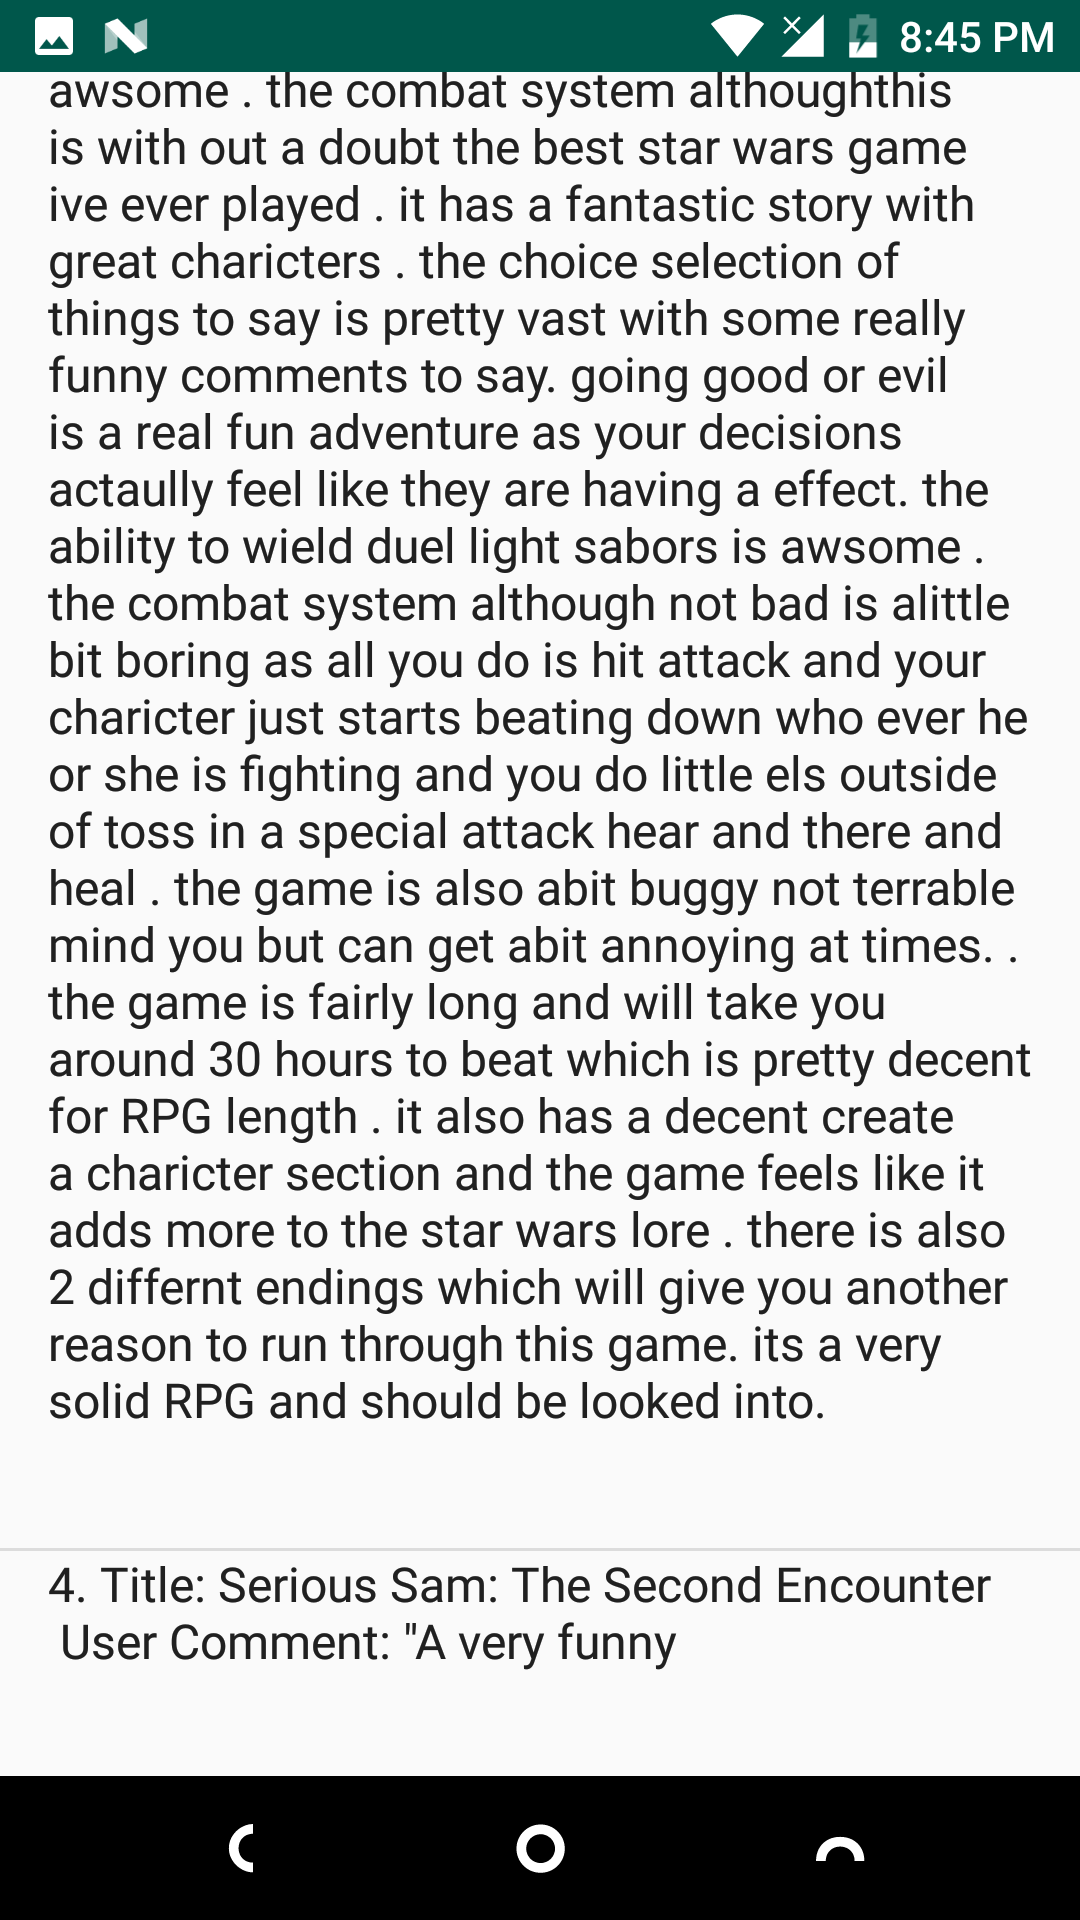 8:45 PM
awsome . the combat system althoughthis
is with out a doubt the best star wars game
ive ever played . it has a fantastic story with
great charicters . the choice selection of
things to say is pretty vast with some really
funny comments to say. going good or evil
is a real fun adventure as your decisions
actaully feel like they are having a effect. the
ability to wield duel light sabors is awsome .
the combat system although not bad is alittle
bit boring as all you do is hit attack and your
charicter just starts beating down who ever he
or she is fighting and you do little els outside
of toss in a special attack hear and there and
heal . the game is also abit buggy not terrable
mind you but can get abit annoying at times. .
the game is fairly long and will take you
around 30 hours to beat which is pretty decent
for RPG length . it also has a decent create
a charicter section and the game feels like it
adds more to the star wars lore . there is also
2 differnt endings which will give you another
reason to run through this game. its a very
solid RPG and should be looked into.
4. Title: Serious Sam: The Second Encounter
User Comment: "A very funny